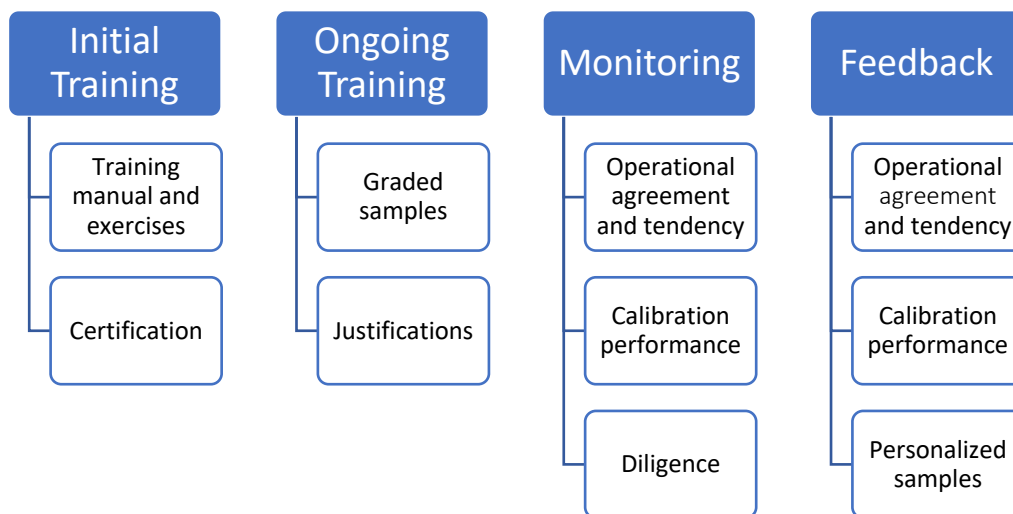 Initial
Training
Training
manual and
exercises
Certification
Ongoing
Training
Graded
samples
Justifications
Monitoring
Operational
agreement
and tendency
Calibration
performance
Diligence
Feedback
Operational
agreement
and tendency
Calibration
performance
Personalized
samples